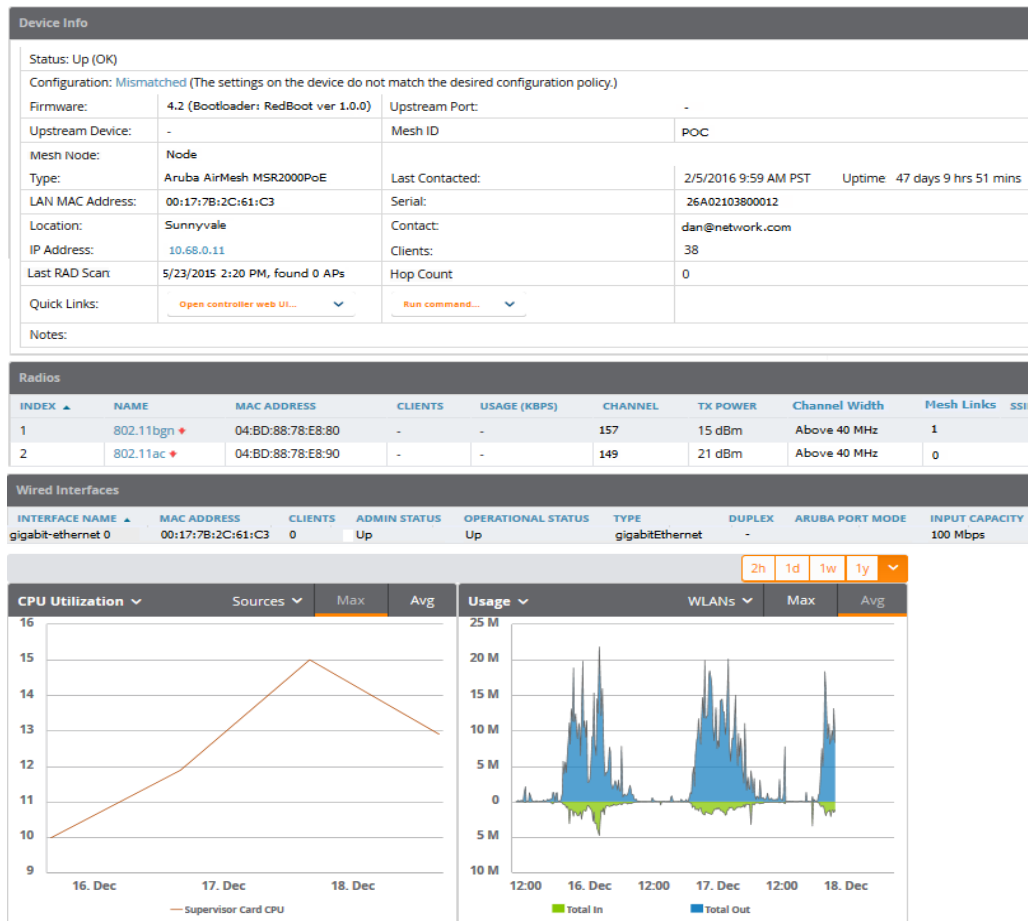 Device Info
Status: Up (OK)
Configuration: Mismatched (The settings on the device do not match the desired configuration policy.)
Firmware: 4.2 (Bootloader: RedBoot ver 1.0.0) Upstream Port: -
Upstream Device: - Mesh ID POC
Mesh Node: Node
Type: Aruba AirMesh MSR2000PoE Last Contacted: 2/5/2016 9:59 AM PST Uptime 47 days 9 hrs 51 mins
LAN MAC Address: 00:17:7B:2C:61:C3 Serial: 26A02103800012
Location: Sunnyvale Contact: dan@network.com
IP Address: 10.68.0.11 Clients: 38
Last RAD Scan 5/23/2015 2:20 PM, found 0 APs Hop Count 0
Quick Links: Open controller web UI... Run command...
Notes:
Radios
INDEX NAME MAC ADDRESS CLIENTS USAGE (KBPS) CHANNEL TX POWER Channel Width Mesh Links SSI
1 802.11bgn 04:BD:88:78:E8:80 - - 157 15 dBm Above 40 MHz 1
2 802.11ac 04:BD:88:78:E8:90 - - 149 21 dBm Above 40 MHz 0
Wired Interfaces
INTERFACE NAME MAC ADDRESS CLIENTS ADMIN STATUS OPERATIONAL STATUS TYPE DUPLEX ARUBA PORT MODE INPUT CAPACITY
gigabit-ethernet 0 00:17:7B:2C:61:C3 0 Up Up gigabitEthernet - 100 Mbps
2h 1d 1w 1y
CPU Utilization Sources Max Avg
16
15
14
13
12
11
10
9
16. Dec 17. Dec 18. Dec
Supervisor Card CPU
Usage WLANs Max Avg
25 M
20 M
15 M
10 M
5 M
0
5 M
10 M
12:00 16. Dec 12:00 17. Dec 12:00 18. Dec
Total In Total Out